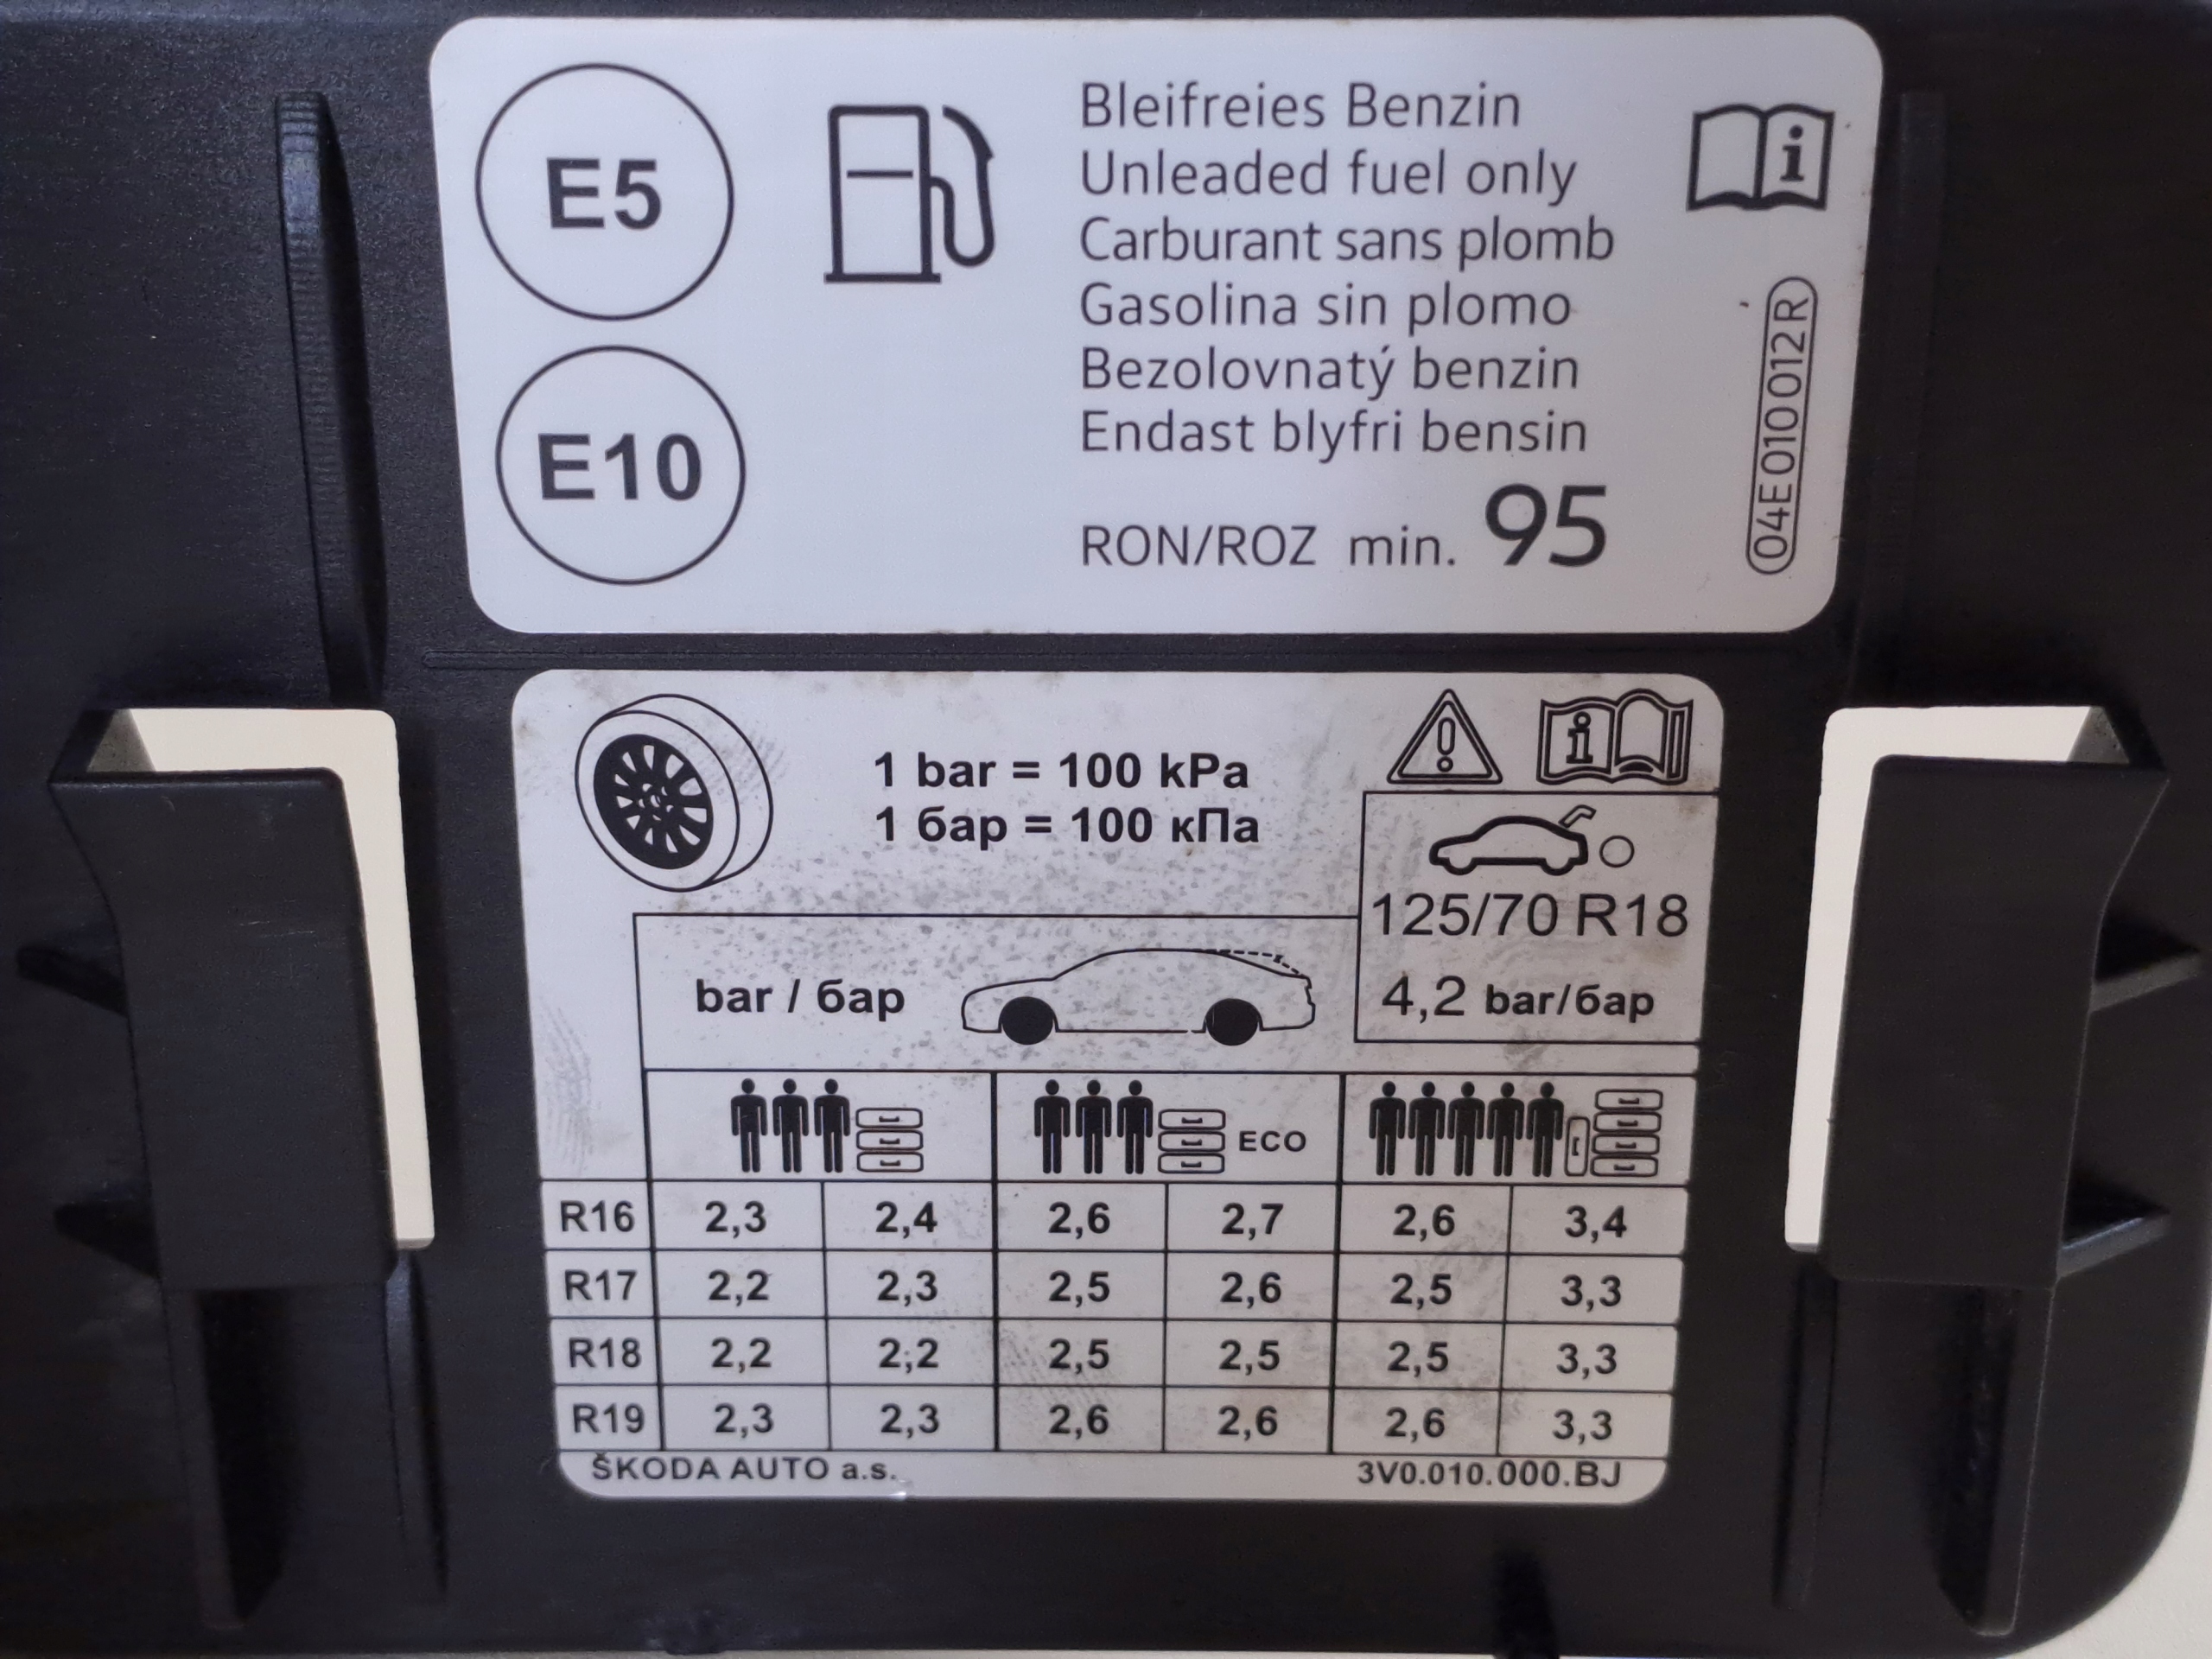 E5
E10
Bleifreies Benzin
Unleaded fuel only
Carburant sans plomb
Gasolina sin plomo
Bezolovnatý benzin
Endast blyfri bensin
RON/ROZ min. 95
i
04E010012R
1 bar = 100 kPa
1 бар = 100 кПа
i
125/70 R18
4,2 bar/бар
bar / бар
ECO
R16 2,3 2,4 2,6 2,7 2,6 3,4
R17 2,2 2,3 2,5 2,6 2,5 3,3
R18 2,2 2,2 2,5 2,5 2,5 3,3
R19 2,3 2,3 2,6 2,6 2,6 3,3
ŠKODA AUTO a.s. 3V0.010.000.BJ